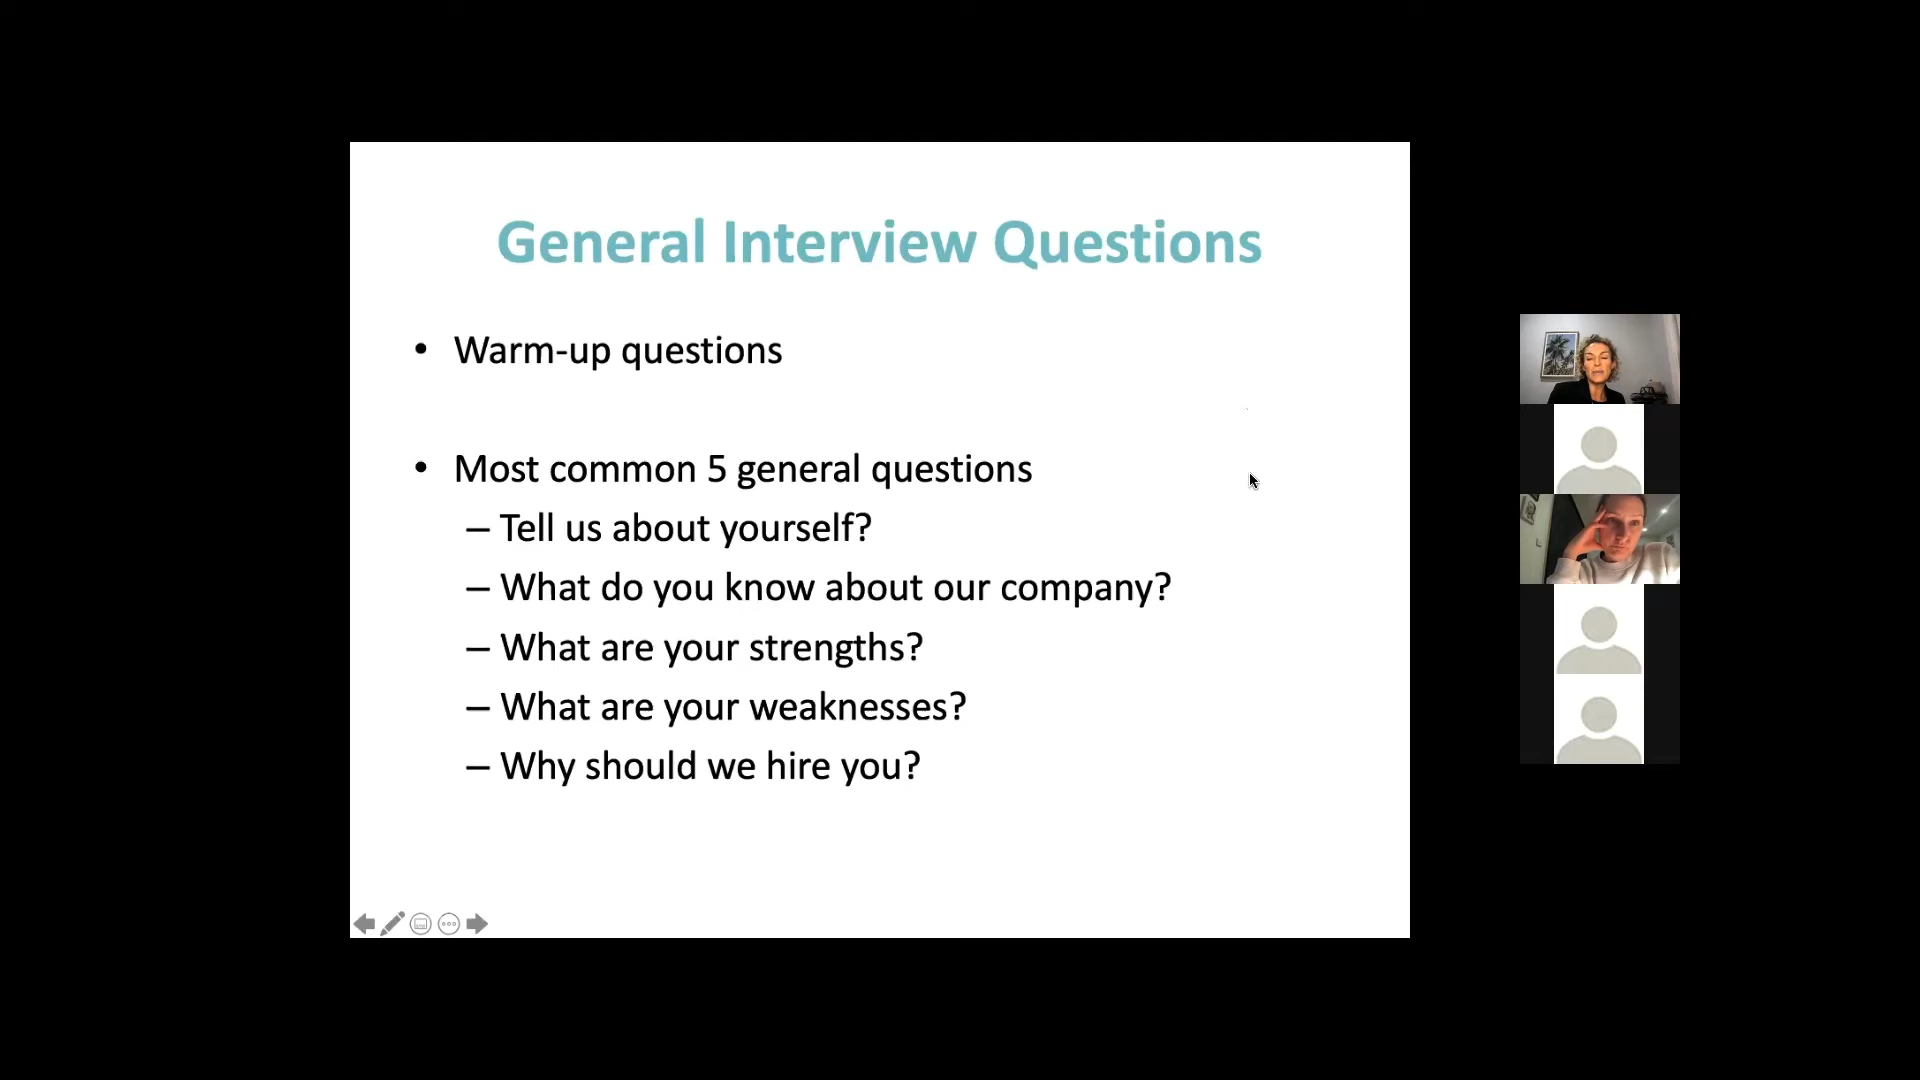 General Interview Questions
• Warm-up questions
• Most common 5 general questions
– Tell us about yourself?
– What do you know about our company?
– What are your strengths?
– What are your weaknesses?
– Why should we hire you?